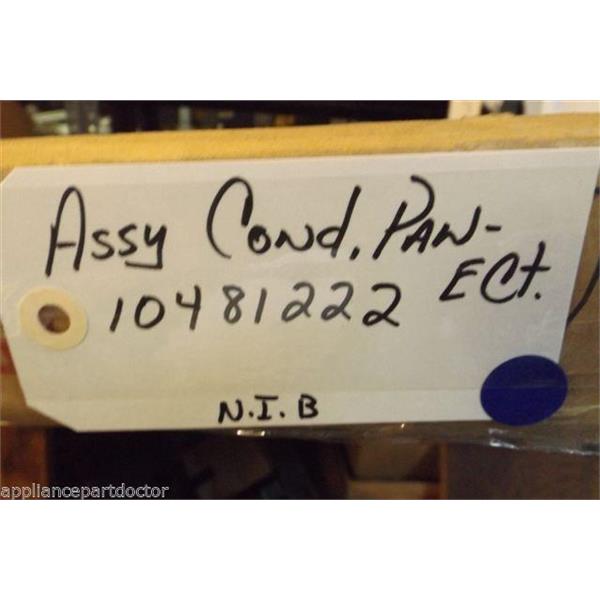 Assy Cond, Pan-
Ect.
10481222
N.I.B
appliancepartdoctor